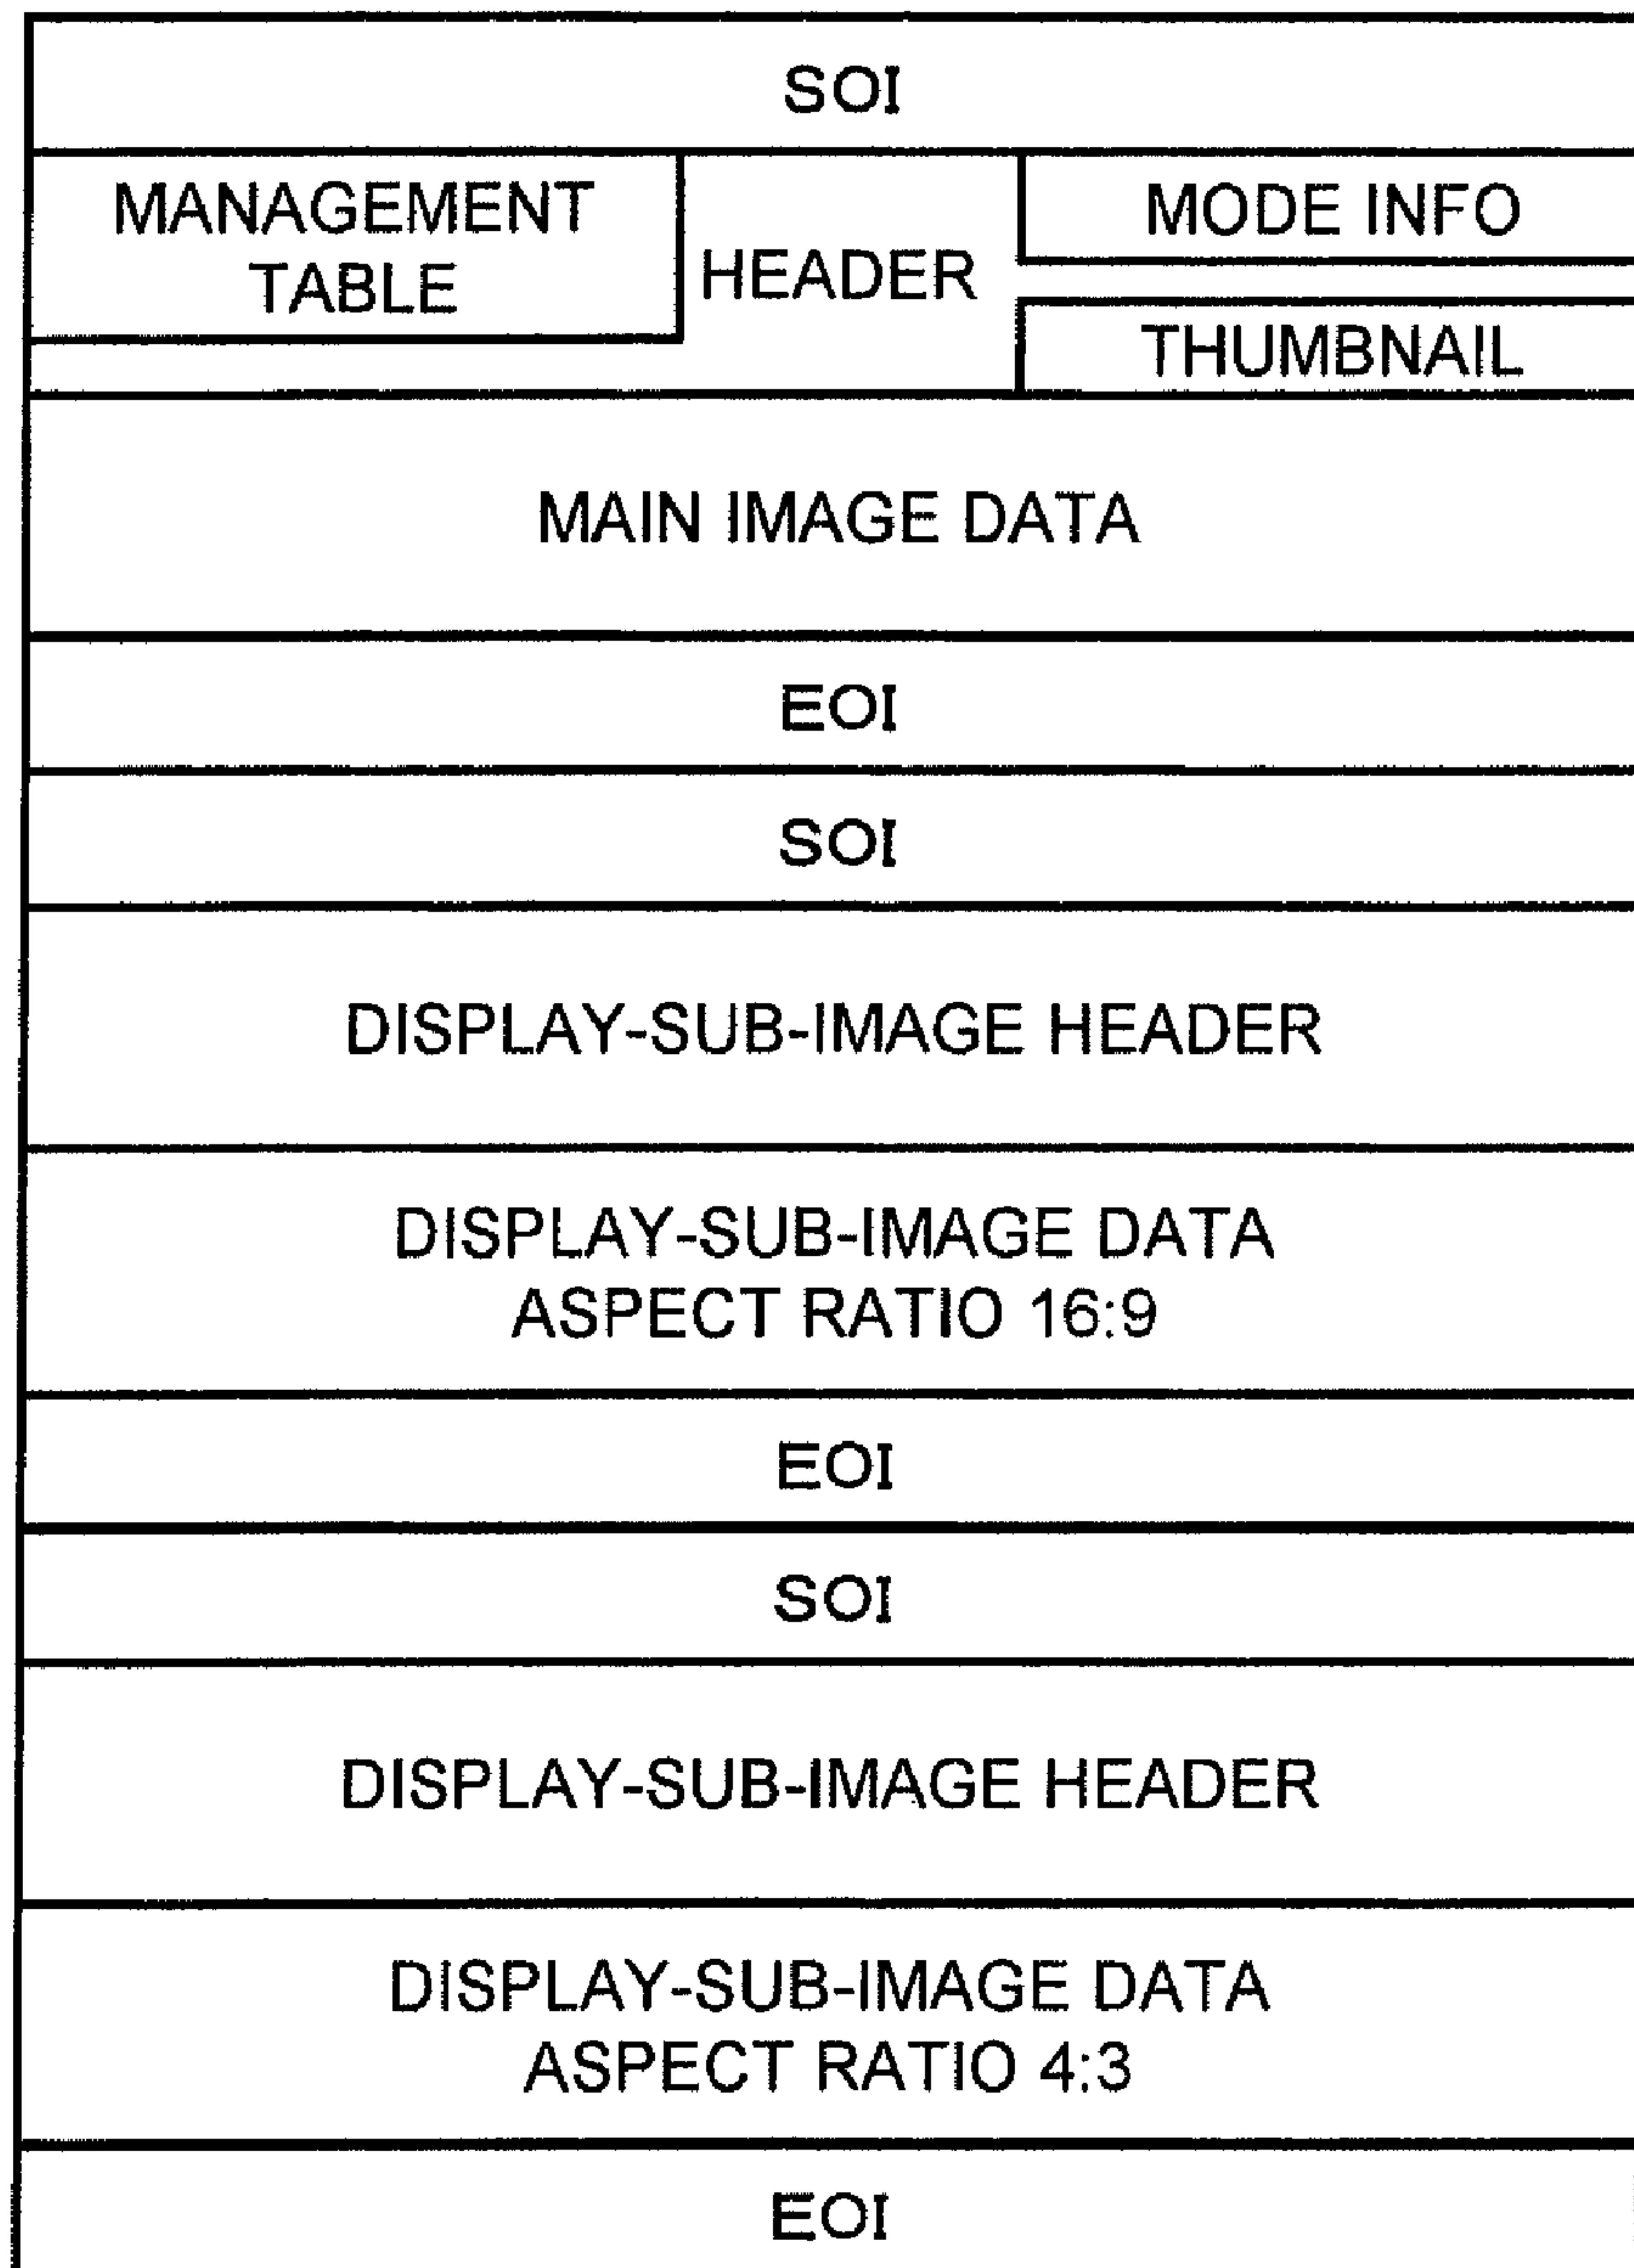 SOI
MANAGEMENT
TABLE
HEADER
MODE INFO
THUMBNAIL
MAIN IMAGE DATA
EOI
SOI
DISPLAY-SUB-IMAGE HEADER
DISPLAY-SUB-IMAGE DATA
ASPECT RATIO 16:9
EOI
SOI
DISPLAY-SUB-IMAGE HEADER
DISPLAY-SUB-IMAGE DATA
ASPECT RATIO 4:3
EOI